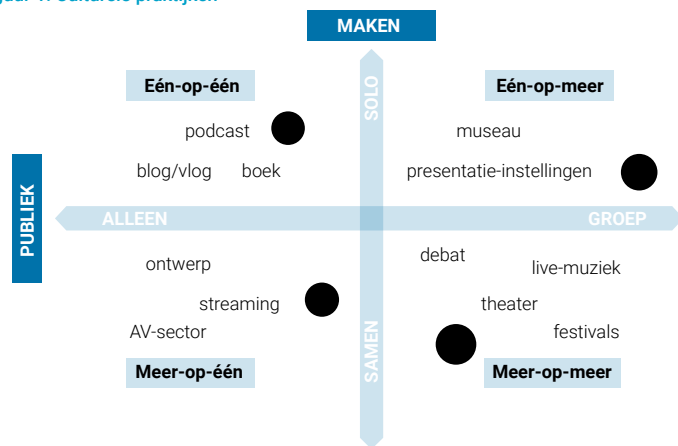 MAKEN
Eén-op-één
SOLO
Eén-op-meer
podcast
museau
blog/vlog boek
presentatie-instellingen
PUBLIEK
ALLEEN
GROEP
ontwerp
debat
live-muziek
streaming
theater
AV-sector
festivals
SAMEN
Meer-op-één
Meer-op-meer